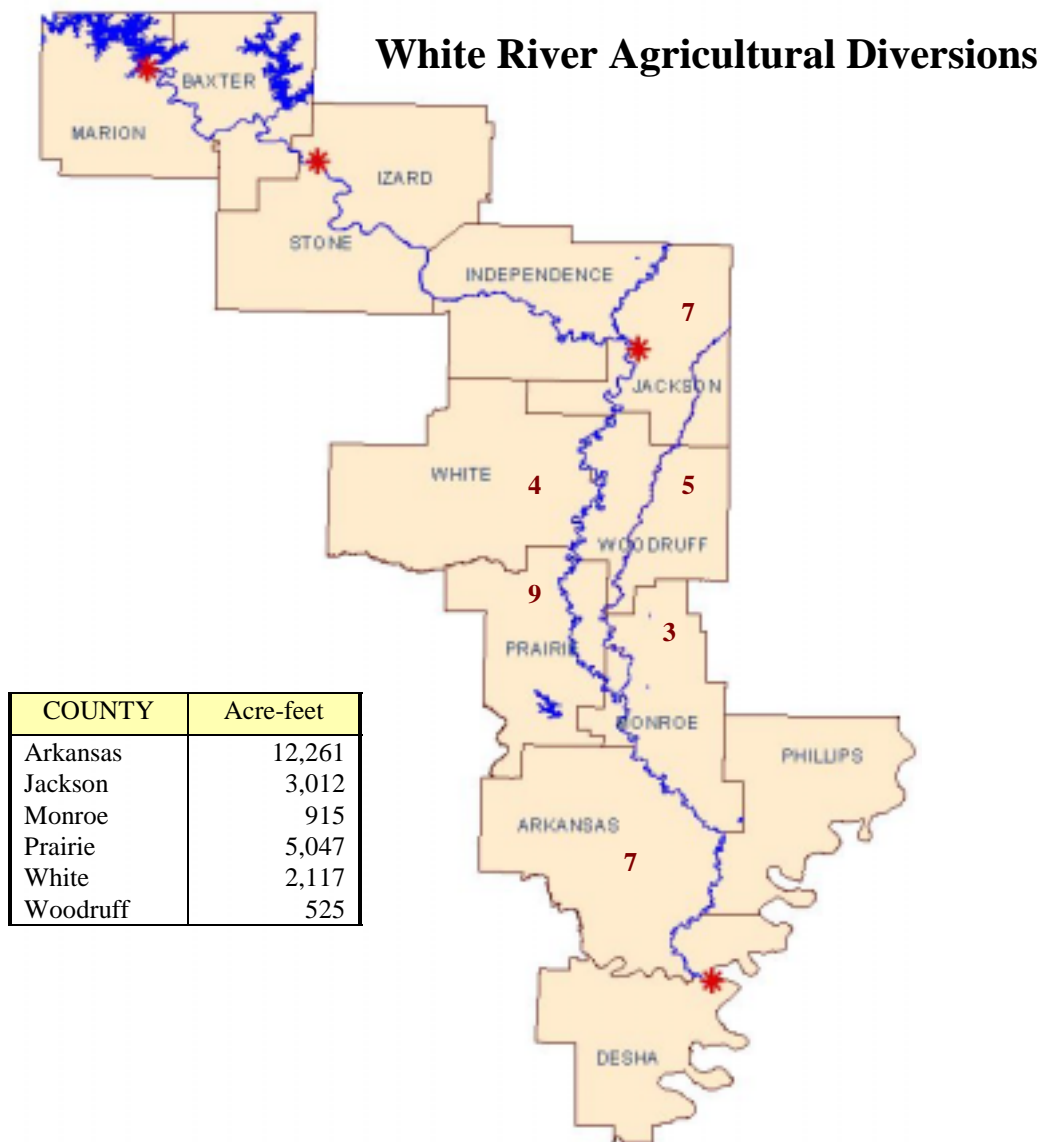 White River Agricultural Diversions
BAXTER
MARION
IZARD
STONE
INDEPENDENCE
7
JACKSON
WHITE
4
5
WOODRUFF
9
3
PRAIRIE
MONROE
PHILLIPS
ARKANSAS
7
DESHA
COUNTY Acre-feet
Arkansas 12,261
Jackson 3,012
Monroe 915
Prairie 5,047
White 2,117
Woodruff 525